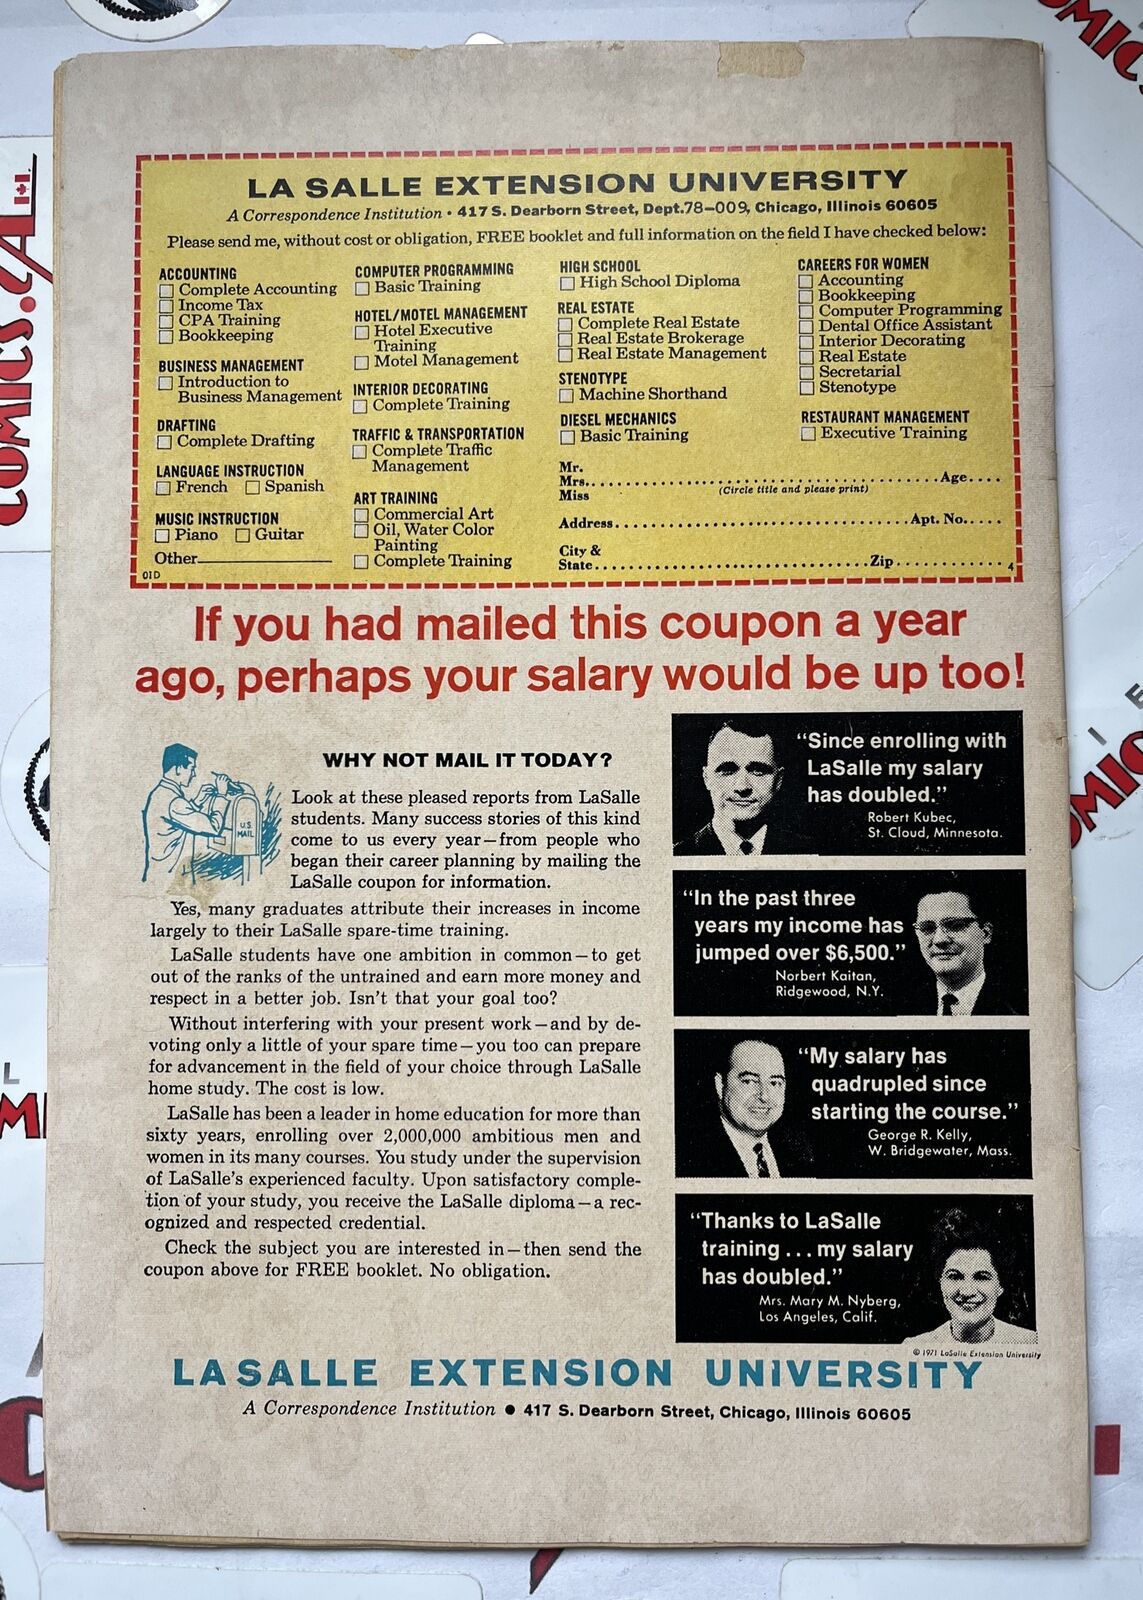 LA SALLE EXTENSION UNIVERSITY
A Correspondence Institution • 417 S. Dearborn Street, Dept.78-009, Chicago, Illinois 60605
Please send me, without cost or obligation, FREE booklet and full information on the field I have checked below:
ACCOUNTING
Complete Accounting
Income Tax
CPA Training
Bookkeeping
BUSINESS MANAGEMENT
Introduction to
Business Management
DRAFTING
Complete Drafting
LANGUAGE INSTRUCTION
French Spanish
MUSIC INSTRUCTION
Piano Guitar
Other
01D
COMPUTER PROGRAMMING
Basic Training
HOTEL/MOTEL MANAGEMENT
Hotel Executive
Training
Motel Management
INTERIOR DECORATING
Complete Training
TRAFFIC & TRANSPORTATION
Complete Traffic
Management
ART TRAINING
Commercial Art
Oil, Water Color
Painting
Complete Training
HIGH SCHOOL
High School Diploma
REAL ESTATE
Complete Real Estate
Real Estate Brokerage
Real Estate Management
STENOTYPE
Machine Shorthand
DIESEL MECHANICS
Basic Training
CAREERS FOR WOMEN
Accounting
Bookkeeping
Computer Programming
Dental Office Assistant
Interior Decorating
Real Estate
Secretarial
Stenotype
RESTAURANT MANAGEMENT
Executive Training
Mr.
Mrs. Age
Miss (Circle title and please print)
Address Apt. No.
City &
State Zip 4
If you had mailed this coupon a year
ago, perhaps your salary would be up too!
U.S.
MAIL
WHY NOT MAIL IT TODAY?
Look at these pleased reports from LaSalle
students. Many success stories of this kind
come to us every year—from people who
began their career planning by mailing the
LaSalle coupon for information.
Yes, many graduates attribute their increases in income
largely to their LaSalle spare-time training.
LaSalle students have one ambition in common—to get
out of the ranks of the untrained and earn more money and
respect in a better job. Isn't that your goal too?
Without interfering with your present work—and by de-
voting only a little of your spare time—you too can prepare
for advancement in the field of your choice through LaSalle
home study. The cost is low.
LaSalle has been a leader in home education for more than
sixty years, enrolling over 2,000,000 ambitious men and
women in its many courses. You study under the supervision
of LaSalle's experienced faculty. Upon satisfactory comple-
tion of your study, you receive the LaSalle diploma—a rec-
ognized and respected credential.
Check the subject you are interested in—then send the
coupon above for FREE booklet. No obligation.
"Since enrolling with
LaSalle my salary
has doubled."
Robert Kubec,
St. Cloud, Minnesota.
"In the past three
years my income has
jumped over $6,500."
Norbert Kaitan,
Ridgewood, N.Y.
"My salary has
quadrupled since
starting the course."
George R. Kelly,
W. Bridgewater, Mass.
"Thanks to LaSalle
training...my salary
has doubled."
Mrs. Mary M. Nyberg,
Los Angeles, Calif.
© 1971 LaSalle Extension University
LASALLE EXTENSION UNIVERSITY
A Correspondence Institution • 417 S. Dearborn Street, Chicago, Illinois 60605
COMICS.CA